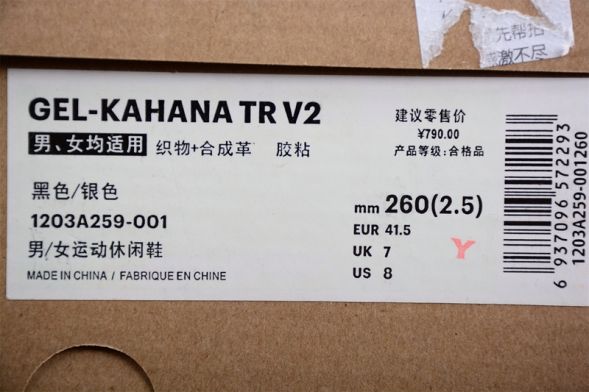 先帮拍
激不尽
GEL-KAHANA TR V2
男、女均适用 织物+合成革 胶粘
黑色/银色
1203A259-001
男/女运动休闲鞋
MADE IN CHINA / FABRIQUE EN CHINE
建议零售价
¥790.00
产品等级:合格品
mm 260(2.5)
EUR 41.5
UK 7
US 8
Y
6 937096 572293
1203A259-001260